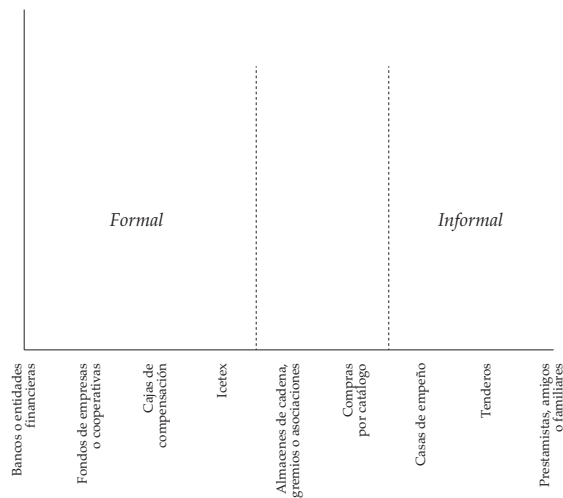 Formal
Informal
Bancos o entidades
financieras
Fondos de empresas
o cooperativas
Cajas de
compensación
Icetex
Almacenes de cadena,
gremios o asociaciones
Compras
por catálogo
Casas de empeño
Tenderos
Prestamistas, amigos
o familiares